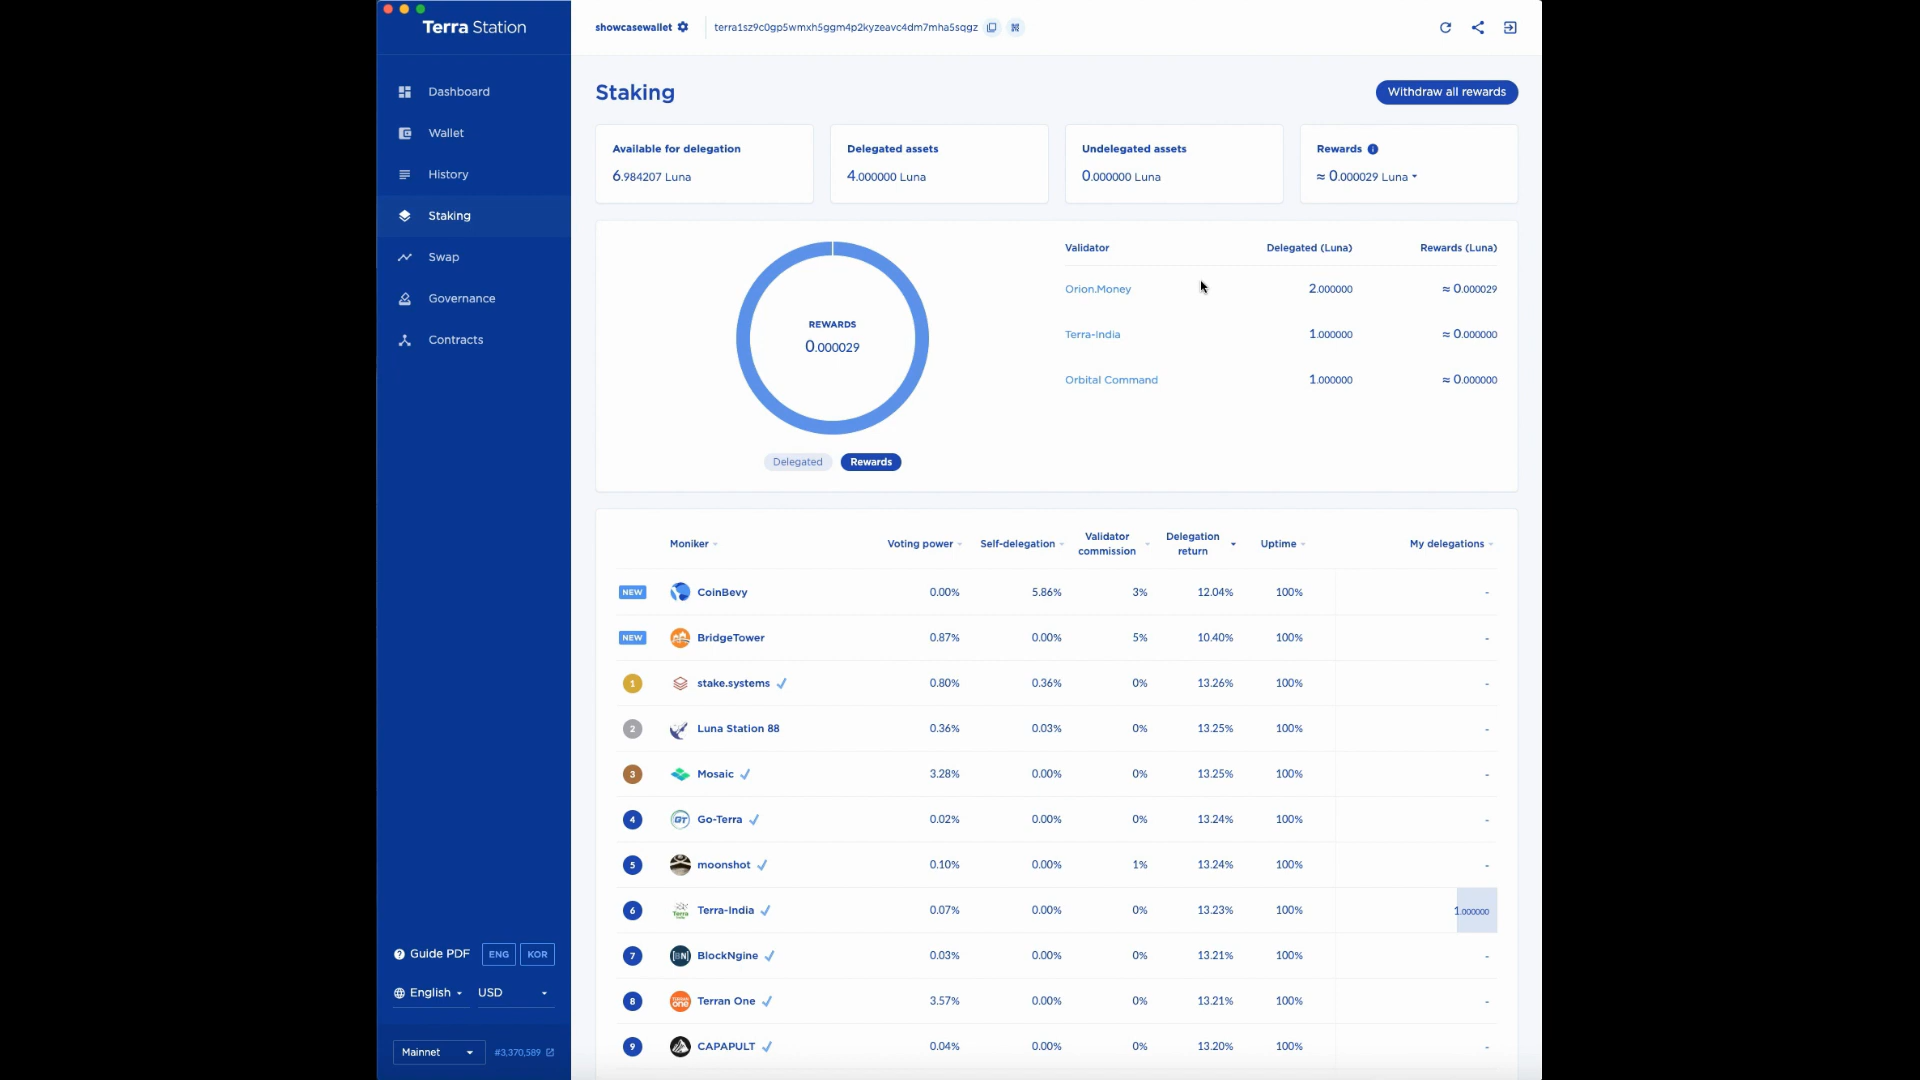 Terra Station
Dashboard
Wallet
History
Staking
Swap
Governance
Contracts
Guide PDF ENG KOR
English USD
Mainnet #3,370,589
showcasewallet terra1sz9c0gp5wmxh5ggm4p2kyzeavc4dm7mha5sqgz
Staking Withdraw all rewards
Available for delegation
6.984207 Luna
Delegated assets
4.000000 Luna
Undelegated assets
0.000000 Luna
Rewards
≈ 0.000029 Luna
REWARDS
0.000029
Delegated Rewards
Validator Delegated (Luna) Rewards (Luna)
Orion.Money 2.000000 ≈ 0.000029
Terra-India 1.000000 ≈ 0.000000
Orbital Command 1.000000 ≈ 0.000000
Moniker Voting power Self-delegation Validator commission Delegation return Uptime My delegations
NEW CoinBevy 0.00% 5.86% 3% 12.04% 100% -
NEW BridgeTower 0.87% 0.00% 5% 10.40% 100% -
1 stake.systems 0.80% 0.36% 0% 13.26% 100% -
2 Luna Station 88 0.36% 0.03% 0% 13.25% 100% -
3 Mosaic 3.28% 0.00% 0% 13.25% 100% -
4 GT Go-Terra 0.02% 0.00% 0% 13.24% 100% -
5 moonshot 0.10% 0.00% 1% 13.24% 100% -
6 Terra-India 0.07% 0.00% 0% 13.23% 100% 1.000000
7 BN BlockNgine 0.03% 0.00% 0% 13.21% 100% -
8 Terran One 3.57% 0.00% 0% 13.21% 100% -
9 CAPAPULT 0.04% 0.00% 0% 13.20% 100% -